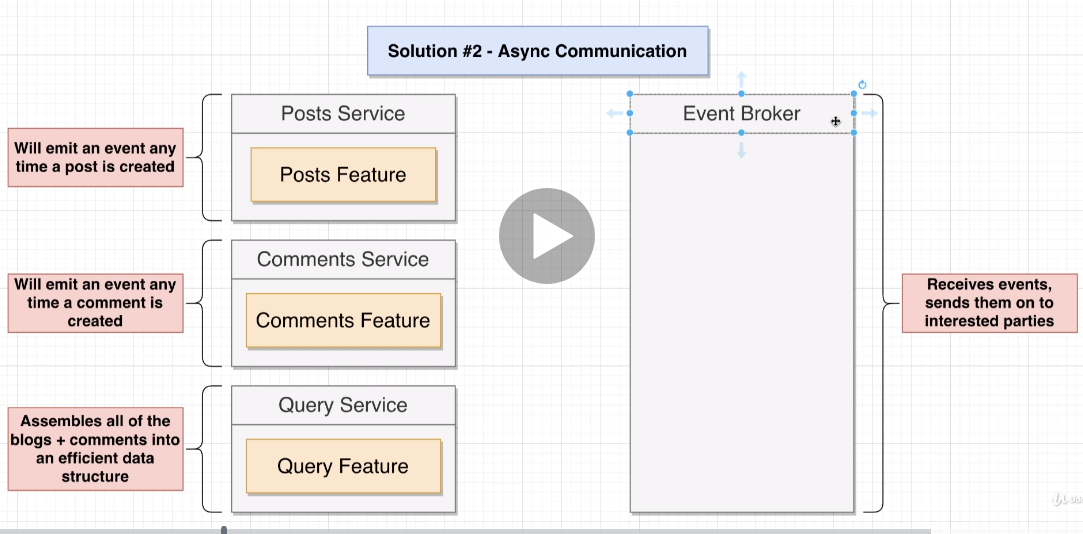 Solution #2 - Async Communication
Posts Service
Event Broker
Will emit an event any
time a post is created
Posts Feature
Comments Service
Will emit an event any
time a comment is
created
Comments Feature
Receives events,
sends them on to
interested parties
Query Service
Assembles all of the
blogs + comments into
an efficient data
structure
Query Feature